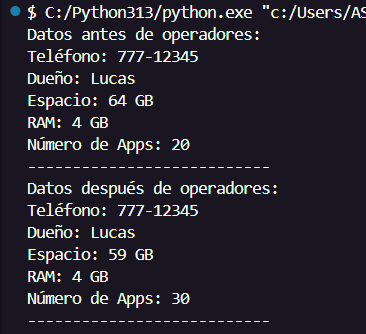 $ C:/Python313/python.exe "c:/Users/AS
Datos antes de operadores:
Teléfono: 777-12345
Dueño: Lucas
Espacio: 64 GB
RAM: 4 GB
Número de Apps: 20
---------------------------
Datos después de operadores:
Teléfono: 777-12345
Dueño: Lucas
Espacio: 59 GB
RAM: 4 GB
Número de Apps: 30
---------------------------